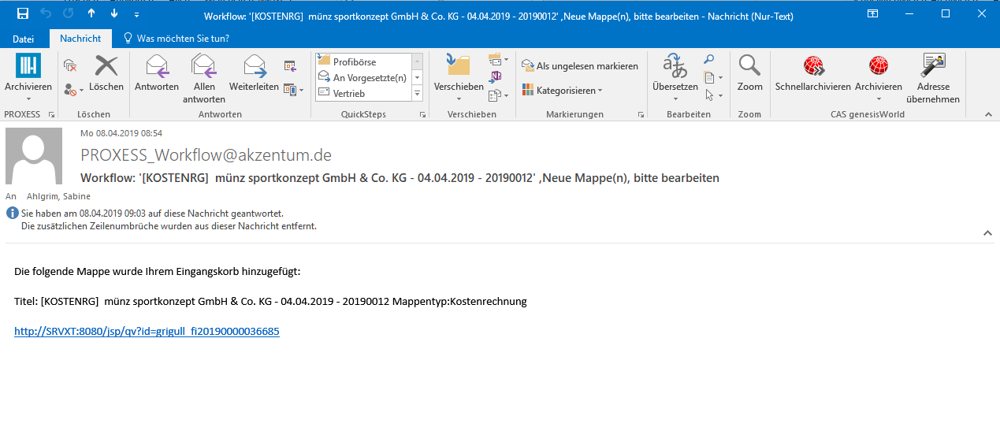 Workflow: '[KOSTENRG]  münz sportkonzept GmbH & Co. KG - 04.04.2019 - 20190012' ,Neue Mappe(n), bitte bearbeiten - Nachricht (Nur-Text)
Datei Nachricht Was möchten Sie tun?
Archivieren
Löschen
Antworten
Allen antworten
Weiterleiten
Profibörse
An Vorgesetzte(n)
Vertrieb
Verschieben
Als ungelesen markieren
Kategorisieren
Übersetzen
Zoom
Schnellarchivieren
Archivieren
Adresse übernehmen
PROXESS Löschen Antworten QuickSteps Verschieben Markierungen Bearbeiten Zoom CAS genesisWorld
Mo 08.04.2019 08:54
PROXESS_Workflow@akzentum.de
Workflow: '[KOSTENRG]  münz sportkonzept GmbH & Co. KG - 04.04.2019 - 20190012' ,Neue Mappe(n), bitte bearbeiten
An Ahlgrim, Sabine
Sie haben am 08.04.2019 09:03 auf diese Nachricht geantwortet.
Die zusätzlichen Zeilenumbrüche wurden aus dieser Nachricht entfernt.
Die folgende Mappe wurde Ihrem Eingangskorb hinzugefügt:
Titel: [KOSTENRG]  münz sportkonzept GmbH & Co. KG - 04.04.2019 - 20190012 Mappentyp:Kostenrechnung
http://SRVXT:8080/jsp/qv?id=grigull_fi20190000036685